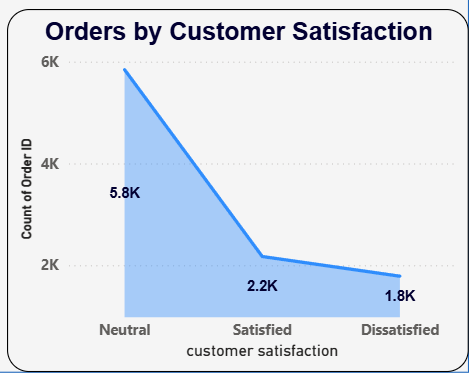 Orders by Customer Satisfaction
6K
4K
2K
Count of Order ID
5.8K
2.2K
1.8K
Neutral Satisfied Dissatisfied
customer satisfaction